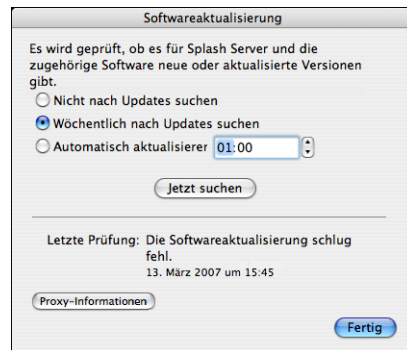 Softwareaktualisierung
Es wird geprüft, ob es für Splash Server und die
zugehörige Software neue oder aktualisierte Versionen
gibt.
Nicht nach Updates suchen
Wöchentlich nach Updates suchen
Automatisch aktualisierer 01:00
Jetzt suchen
Letzte Prüfung: Die Softwareaktualisierung schlug
fehl.
13. März 2007 um 15:45
Proxy-Informationen
Fertig